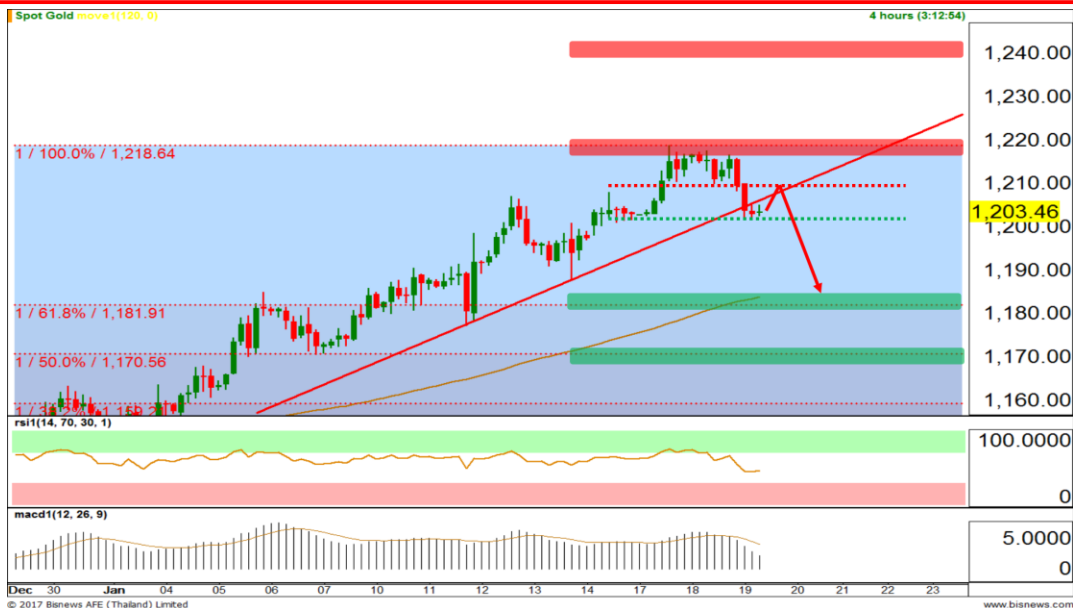 Spot Gold move1(120, 0)
4 hours (3:12:54)
1,240.00
1,230.00
1,220.00
1 / 100.0% / 1,218.64
1,210.00
1,203.46
1,200.00
1,190.00
1 / 61.8% / 1,181.91
1,180.00
1 / 50.0% / 1,170.56
1,170.00
1,160.00
rsi1(14, 70, 30, 1)
100.0000
0
macd1(12, 26, 9)
5.0000
0
Dec 30 Jan 04 05 06 07 10 11 12 13 14 17 18 19 20 21 22 23
© 2017 Bisnews AFE (Thailand) Limited
www.bisnews.com